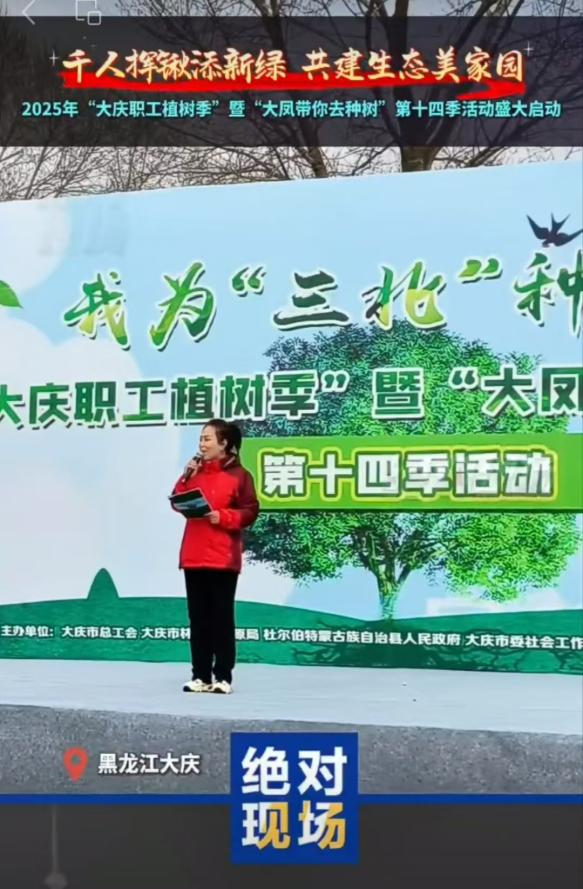 千人挥锹添新绿 共建生态美家园
2025年“大庆职工植树季”暨“大凤带你去种树”第十四季活动盛大启动
我为“三北”种
大庆职工植树季”暨“大凤
第十四季活动
主办单位：大庆市总工会 大庆市林 源局 杜尔伯特蒙古族自治县人民政府 大庆市委社会工作
黑龙江大庆
绝对
现场